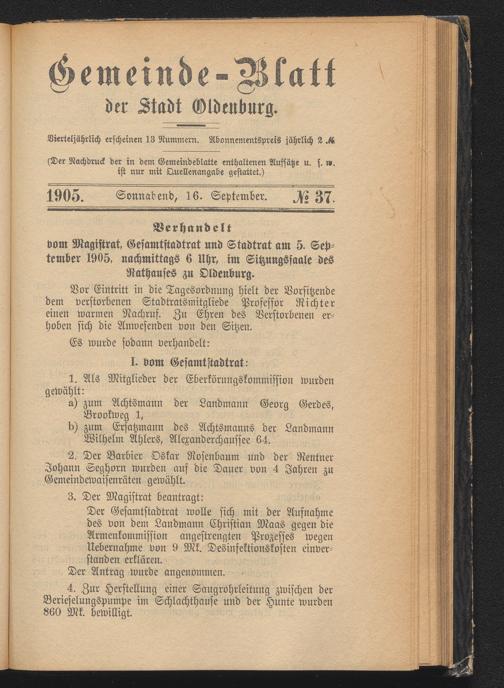 Gemeinde-Blatt
der Stadt Oldenburg.
Vierteljährlich erscheinen 13 Nummern. Abonnementspreis jährlich 2 ℳ
(Der Nachdruck der in dem Gemeindeblatte enthaltenen Aufsätze u. s. w.
ist nur mit Quellenangabe gestattet.)
1905. Sonnabend, 16. September. № 37.
Verhandelt
vom Magistrat, Gesamtstadtrat und Stadtrat am 5. Sep-
tember 1905, nachmittags 6 Uhr, im Sitzungssaale des
Rathauses zu Oldenburg.
Vor Eintritt in die Tagesordnung hielt der Vorsitzende
dem verstorbenen Stadtratsmitgliede Professor Richter
einen warmen Nachruf. Zu Ehren des Verstorbenen er-
hoben sich die Anwesenden von den Sitzen.
Es wurde sodann verhandelt:
I. vom Gesamtstadtrat:
1. Als Mitglieder der Eberkörungskommission wurden
gewählt:
a) zum Achtsmann der Landmann Georg Gerdes,
Brookweg 1,
b) zum Ersatzmann des Achtsmanns der Landmann
Wilhelm Ahlers, Alexanderchaussee 64.
2. Der Barbier Oskar Rosenbaum und der Rentner
Johann Seghorn wurden auf die Dauer von 4 Jahren zu
Gemeindewaisenräten gewählt.
3. Der Magistrat beantragt:
Der Gesamtstadtrat wolle sich mit der Aufnahme
des von dem Landmann Christian Maas gegen die
Armenkommission angestrengten Prozesses wegen
Uebernahme von 9 Mk. Desinfektionskosten einver-
standen erklären.
Der Antrag wurde angenommen.
4. Zur Herstellung einer Saugrohrleitung zwischen der
Berieselungspumpe im Schlachthause und der Hunte wurden
860 Mk. bewilligt.